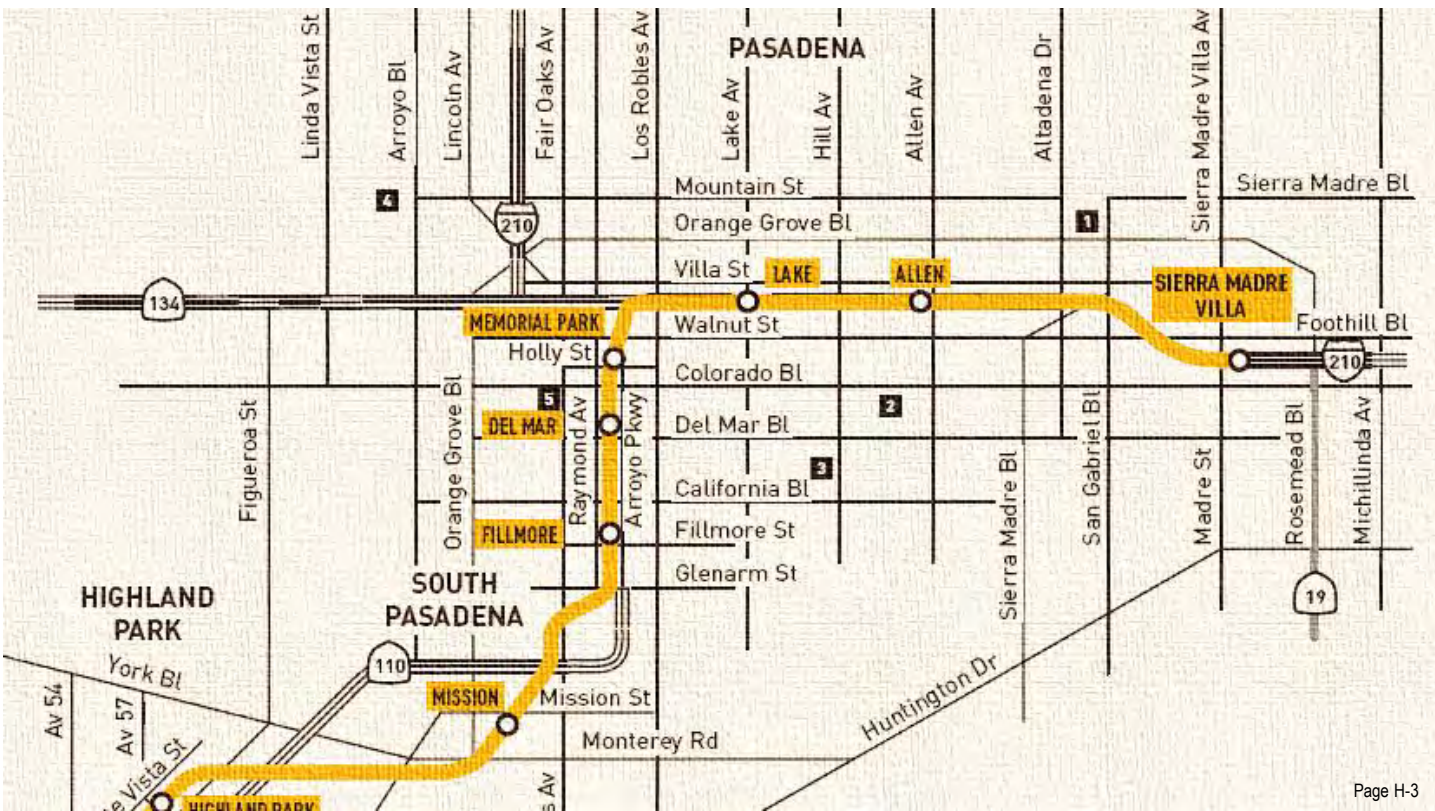 Linda Vista St
Arroyo Bl
Lincoln Av
Fair Oaks Av
Los Robles Av
PASADENA
Lake Av
Hill Av
Allen Av
Altadena Dr
Sierra Madre Villa Av
Mountain St
Sierra Madre Bl
4
210
Orange Grove Bl
1
Villa St
LAKE
ALLEN
SIERRA MADRE
VILLA
134
MEMORIAL PARK
Walnut St
Foothill Bl
Holly St
210
Colorado Bl
Figueroa St
Orange Grove Bl
5
Raymond Av
Arroyo Pkwy
2
DEL MAR
Del Mar Bl
3
Sierra Madre Bl
San Gabriel Bl
Madre St
Rosemead Bl
Michillinda Av
California Bl
FILLMORE
Fillmore St
Glenarm St
HIGHLAND
PARK
SOUTH
PASADENA
19
York Bl
110
Av 54
Av 57
MISSION
Mission St
Huntington Dr
Monterey Rd
e Vista St
HIGHLAND PARK
s Av
Page H-3